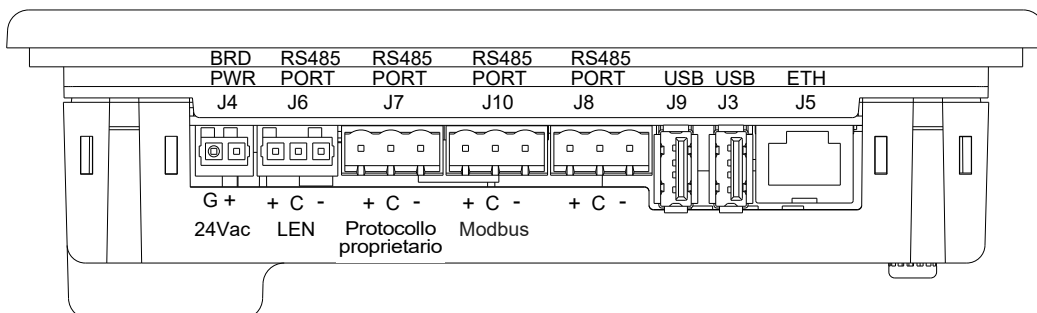 BRD RS485 RS485 RS485 RS485
PWR PORT PORT PORT PORT USB USB ETH
J4 J6 J7 J10 J8 J9 J3 J5
G + + C - + C - + C - + C -
24Vac LEN Protocollo Modbus
proprietario